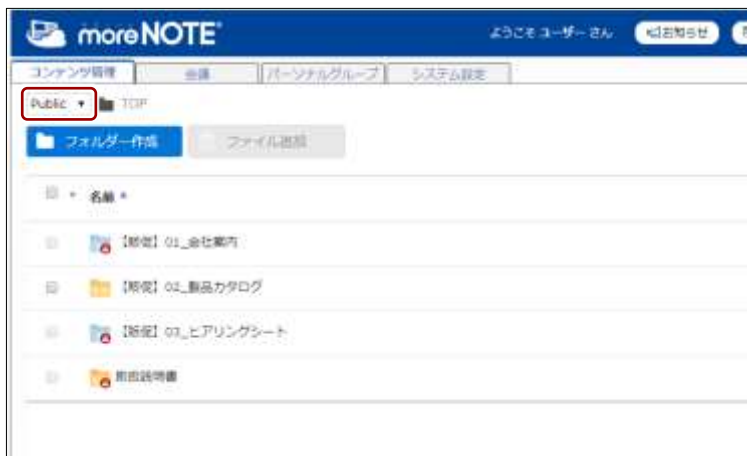 moreNOTE
ようこそ ユーザー さん
お知らせ
コンテンツ管理 会議 パーソナルグループ システム設定
Public ▼ TOP
フォルダー作成 ファイル追加
名前
【販促】01_会社案内
【販促】02_製品カタログ
【販促】03_ヒアリングシート
取扱説明書